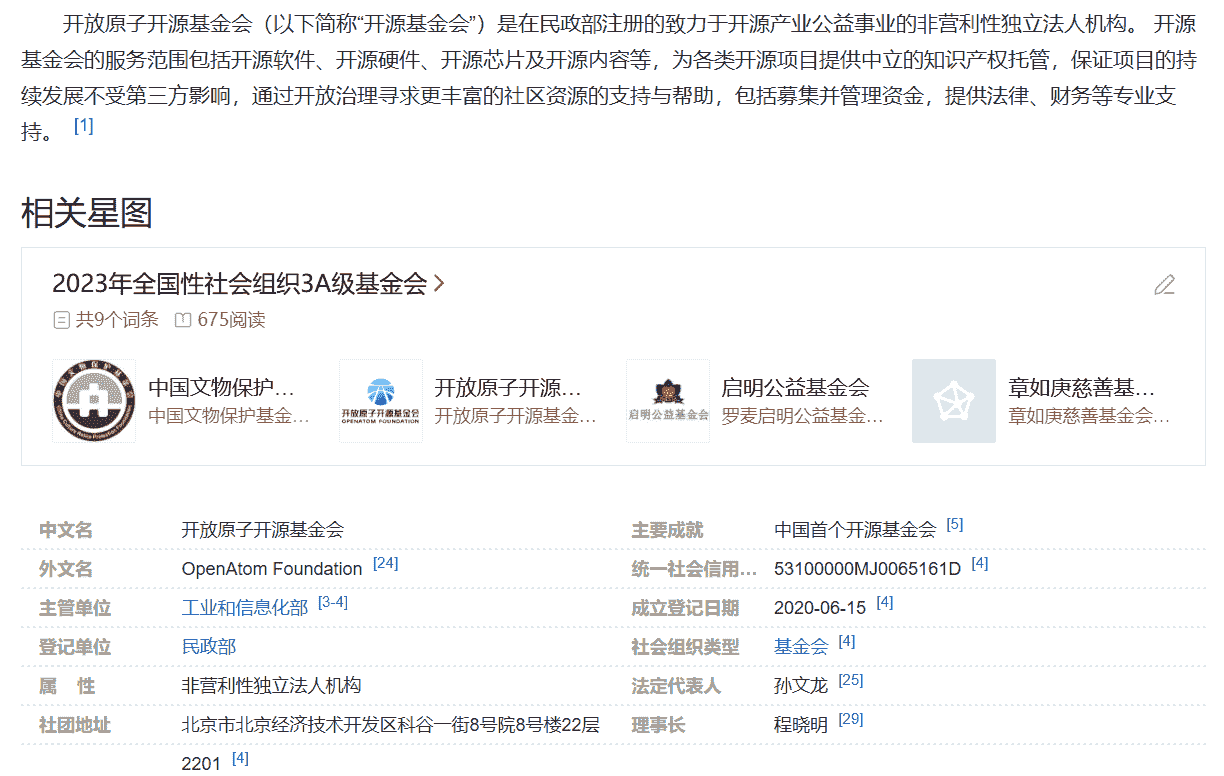 开放原子开源基金会（以下简称“开源基金会”）是在民政部注册的致力于开源产业公益事业的非营利性独立法人机构。 开源
基金会的服务范围包括开源软件、开源硬件、开源芯片及开源内容等，为各类开源项目提供中立的知识产权托管，保证项目的持
续发展不受第三方影响，通过开放治理寻求更丰富的社区资源的支持与帮助，包括募集并管理资金，提供法律、财务等专业支
持。 [1]
相关星图
2023年全国性社会组织3A级基金会
共9个词条 675阅读
中国文物保护... 开放原子开源... 启明公益基金会 章如庚慈善基...
中国文物保护基金... 开放原子开源基金... 罗麦启明公益基金... 章如庚慈善基金会...
开放原子开源基金会
OPENATOM FOUNDATION
启明公益基金会
中文名 开放原子开源基金会 主要成就 中国首个开源基金会 [5]
外文名 OpenAtom Foundation [24] 统一社会信用... 53100000MJ0065161D [4]
主管单位 工业和信息化部 [3-4] 成立登记日期 2020-06-15 [4]
登记单位 民政部 社会组织类型 基金会 [4]
属 性 非营利性独立法人机构 法定代表人 孙文龙 [25]
社团地址 北京市北京经济技术开发区科谷一街8号院8号楼22层 理事长 程晓明 [29]
2201 [4]